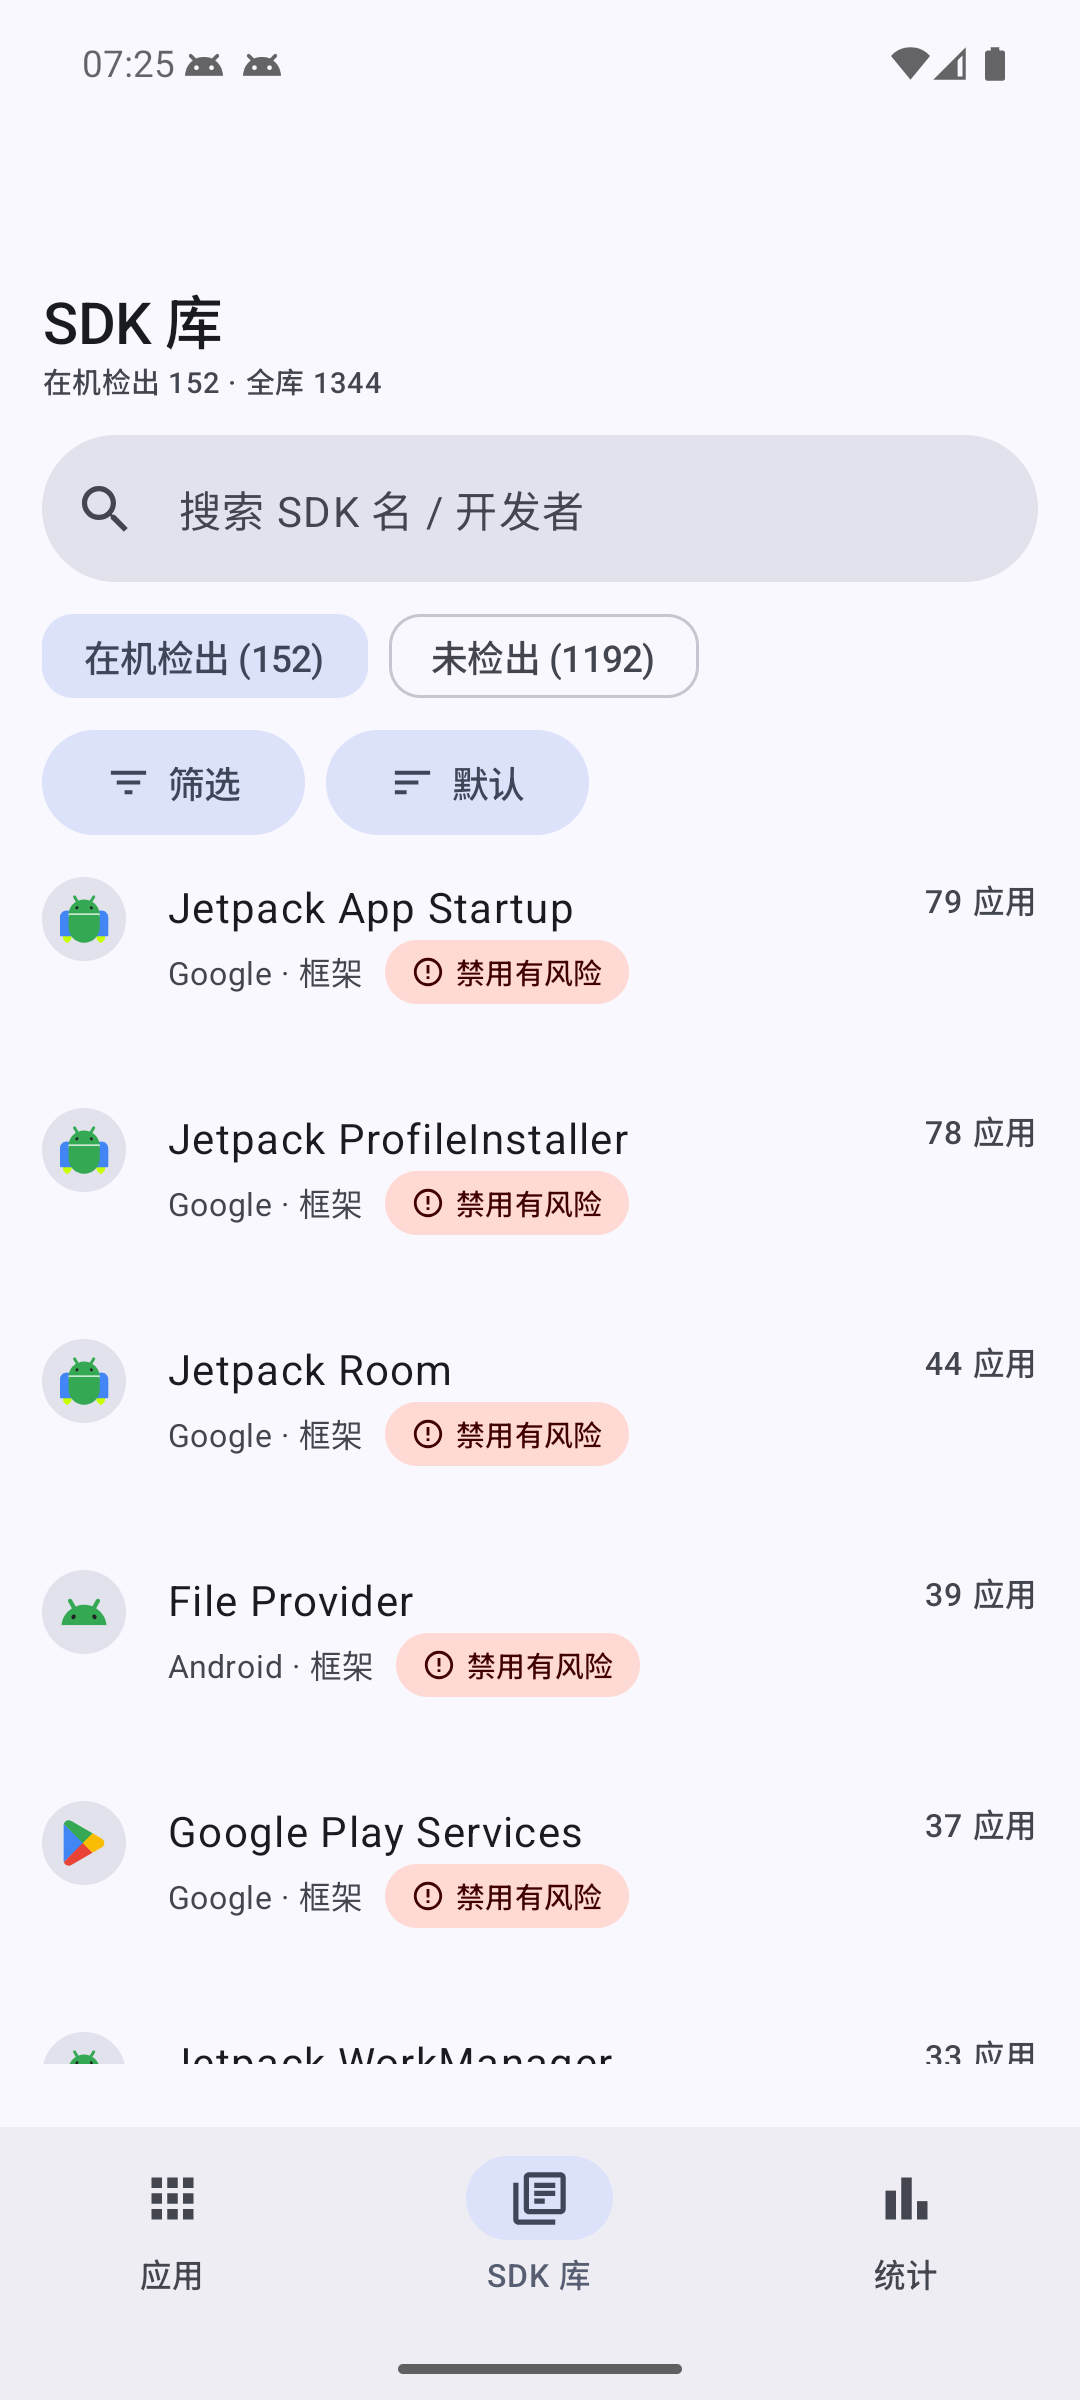 07:25
SDK 库
在机检出 152 · 全库 1344
搜索 SDK 名 / 开发者
在机检出 (152)
未检出 (1192)
筛选
默认
Jetpack App Startup
79 应用
Google · 框架
禁用有风险
Jetpack ProfileInstaller
78 应用
Google · 框架
禁用有风险
Jetpack Room
44 应用
Google · 框架
禁用有风险
File Provider
39 应用
Android · 框架
禁用有风险
Google Play Services
37 应用
Google · 框架
禁用有风险
Jetpack WorkManager
33 应用
应用
SDK 库
统计